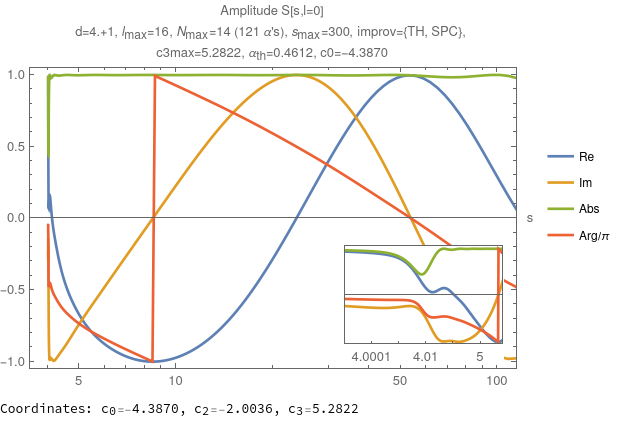 Amplitude S[s,l=0]
d=4.+1, lmax=16, Nmax=14 (121 α's), smax=300, improv={TH, SPC},
c3max=5.2822, αth=0.4612, c0=−4.3870
1.0
0.5
0.0
−0.5
−1.0
5
10
50
100
s
4.0001
4.01
5
Re
Im
Abs
Arg/π
Coordinates: c0=−4.3870, c2=−2.0036, c3=5.2822